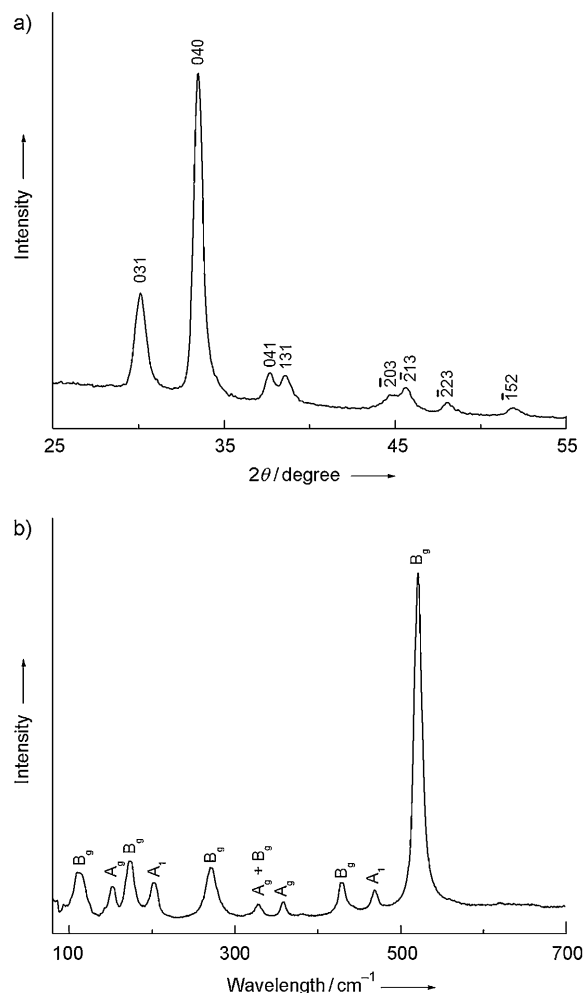 a)
040
031
041
131
2̄03
2̄13
2̄23
1̄52
Intensity
25 35 45 55
2θ / degree
b)
Bg
Bg
Ag
Bg
A1
Bg
Ag + Bg
Ag
Bg
A1
Intensity
100 300 500 700
Wavelength / cm⁻¹